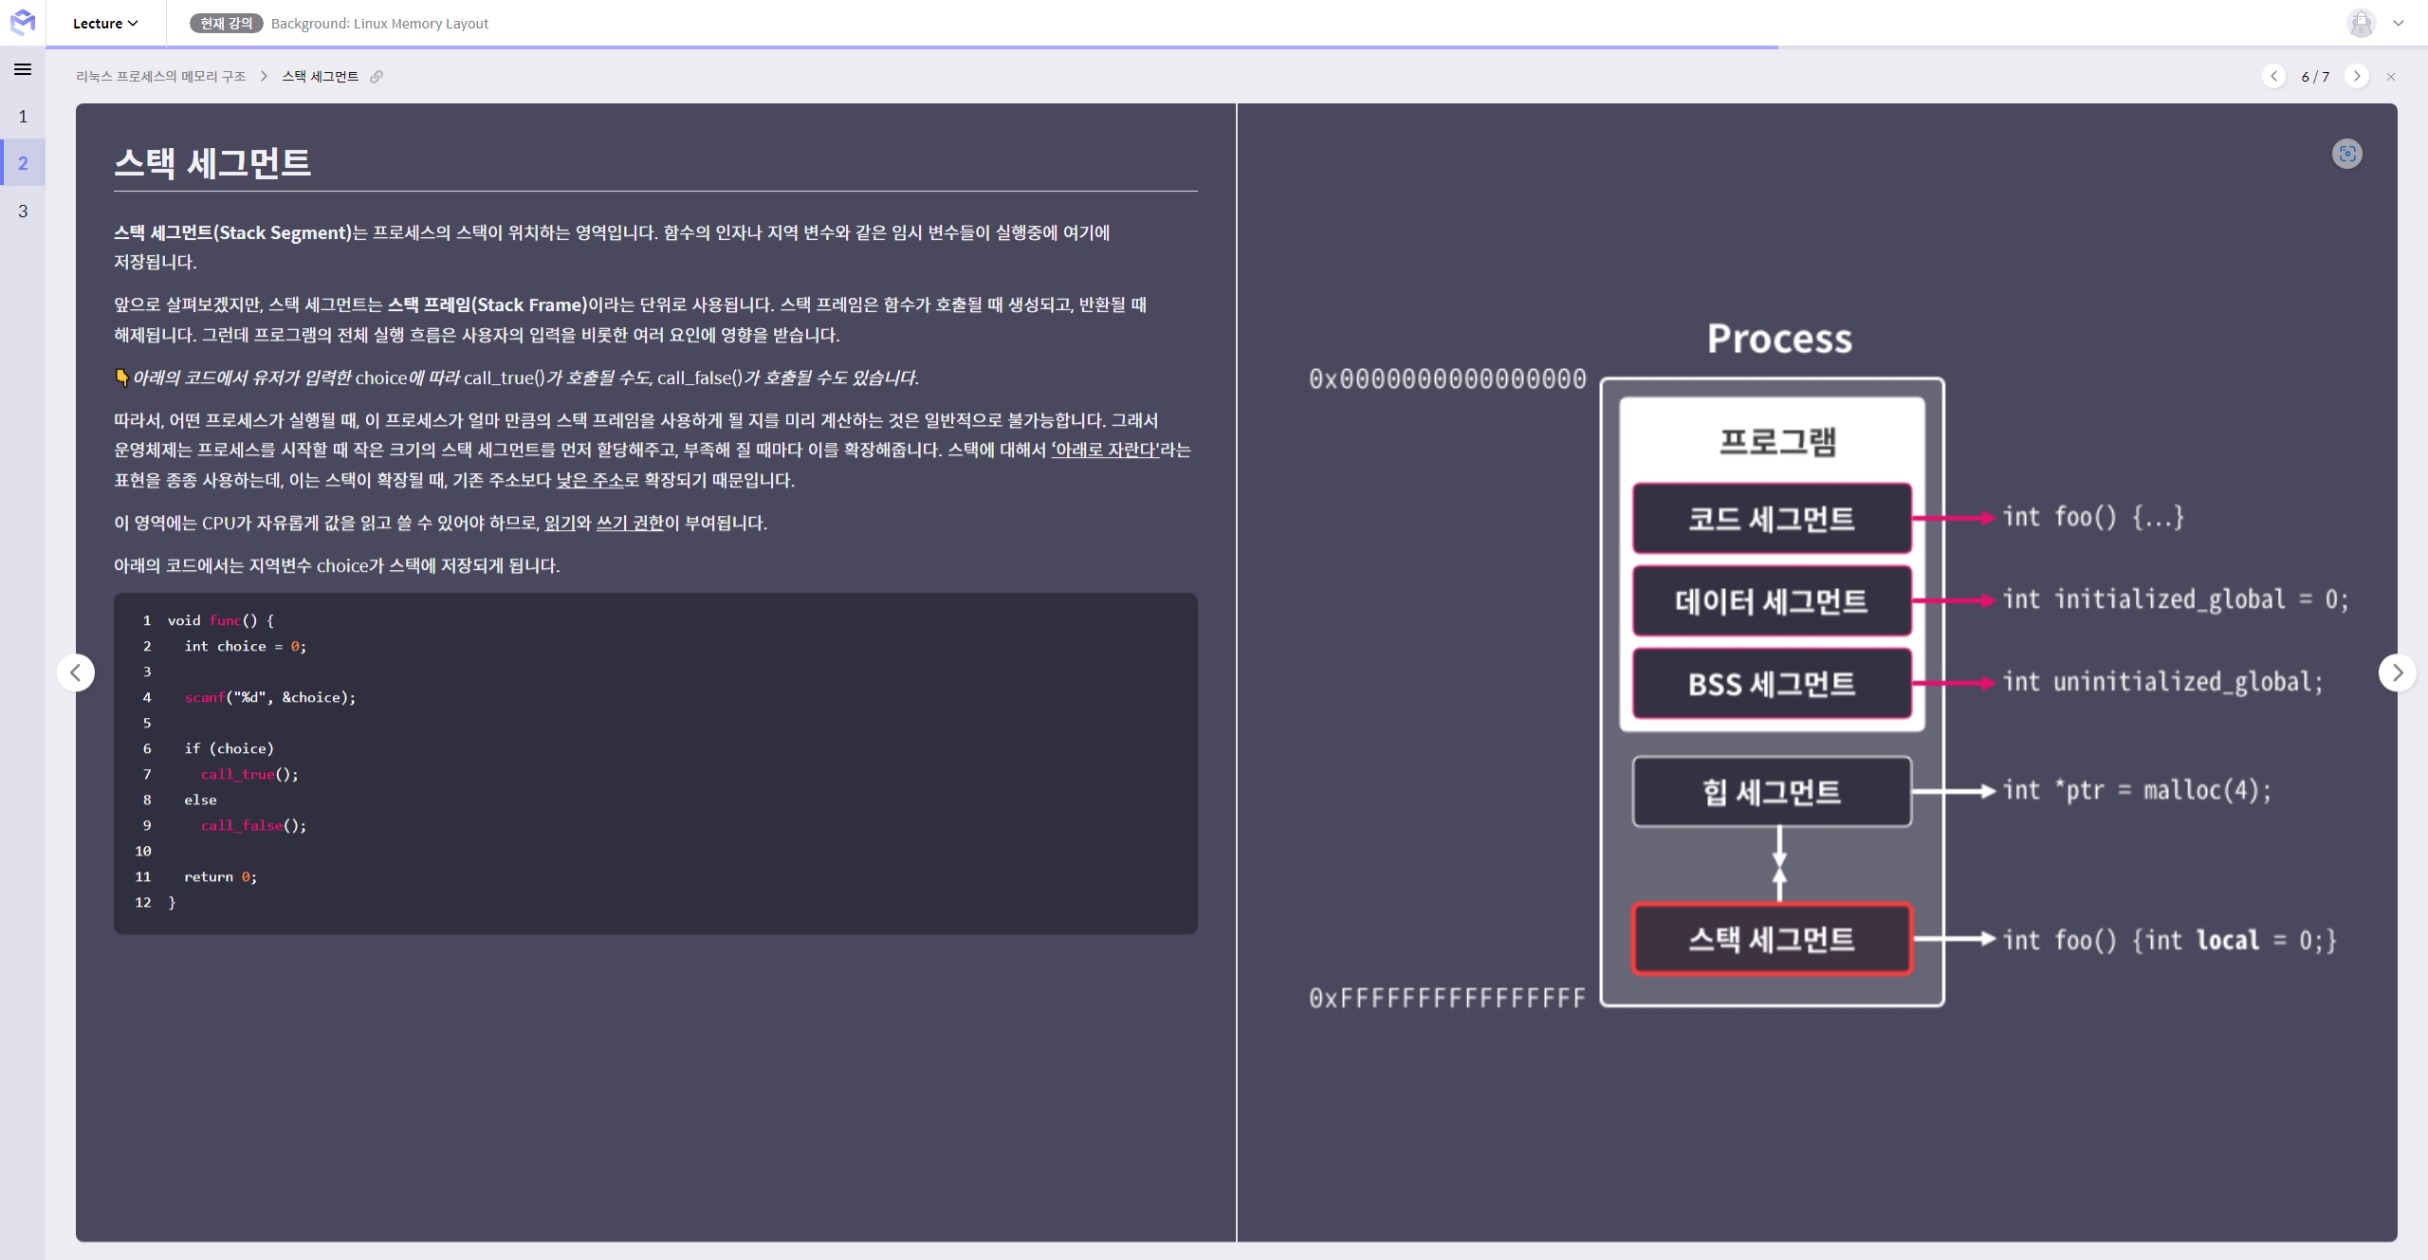 Lecture
현재 강의 Background: Linux Memory Layout
리눅스 프로세스의 메모리 구조 > 스택 세그먼트
6 / 7
1
2
3
스택 세그먼트
스택 세그먼트(Stack Segment)는 프로세스의 스택이 위치하는 영역입니다. 함수의 인자나 지역 변수와 같은 임시 변수들이 실행중에 여기에
저장됩니다.
앞으로 살펴보겠지만, 스택 세그먼트는 스택 프레임(Stack Frame)이라는 단위로 사용됩니다. 스택 프레임은 함수가 호출될 때 생성되고, 반환될 때
해제됩니다. 그런데 프로그램의 전체 실행 흐름은 사용자의 입력을 비롯한 여러 요인에 영향을 받습니다.
👇아래의 코드에서 유저가 입력한 choice에 따라 call_true()가 호출될 수도, call_false()가 호출될 수도 있습니다.
따라서, 어떤 프로세스가 실행될 때, 이 프로세스가 얼마 만큼의 스택 프레임을 사용하게 될 지를 미리 계산하는 것은 일반적으로 불가능합니다. 그래서
운영체제는 프로세스를 시작할 때 작은 크기의 스택 세그먼트를 먼저 할당해주고, 부족해 질 때마다 이를 확장해줍니다. 스택에 대해서 ‘아래로 자란다'라는
표현을 종종 사용하는데, 이는 스택이 확장될 때, 기존 주소보다 낮은 주소로 확장되기 때문입니다.
이 영역에는 CPU가 자유롭게 값을 읽고 쓸 수 있어야 하므로, 읽기와 쓰기 권한이 부여됩니다.
아래의 코드에서는 지역변수 choice가 스택에 저장되게 됩니다.
1 void func() {
2 int choice = 0;
3
4 scanf("%d", &choice);
5
6 if (choice)
7 call_true();
8 else
9 call_false();
10
11 return 0;
12 }
Process
0x0000000000000000
프로그램
코드 세그먼트 int foo() {...}
데이터 세그먼트 int initialized_global = 0;
BSS 세그먼트 int uninitialized_global;
힙 세그먼트 int *ptr = malloc(4);
스택 세그먼트 int foo() {int local = 0;}
0xFFFFFFFFFFFFFFFF